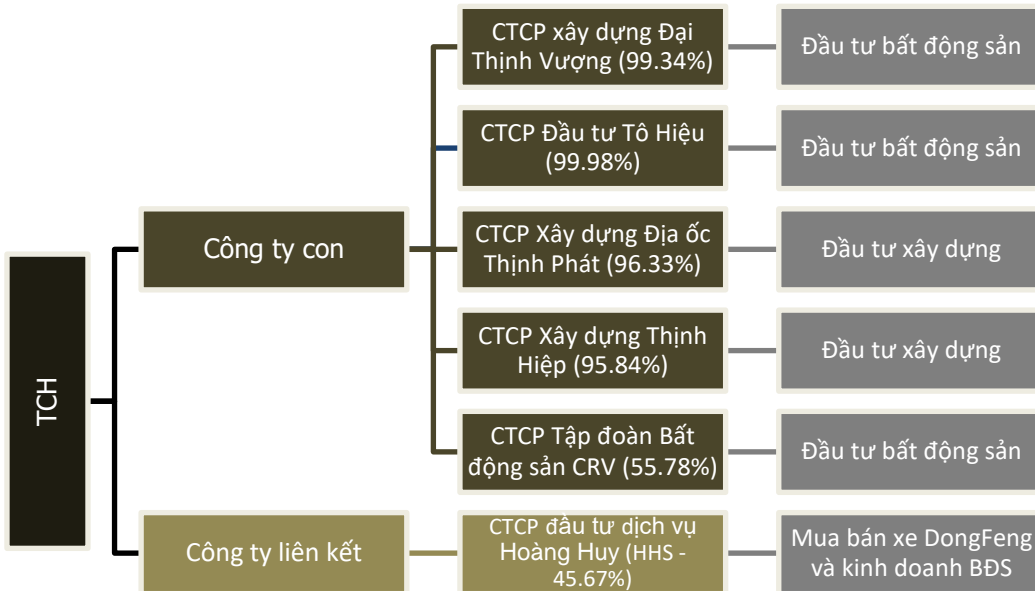 TCH
Công ty con
CTCP xây dựng Đại
Thịnh Vượng (99.34%)
Đầu tư bất động sản
CTCP Đầu tư Tô Hiệu
(99.98%)
Đầu tư bất động sản
CTCP Xây dựng Địa ốc
Thịnh Phát (96.33%)
Đầu tư xây dựng
CTCP Xây dựng Thịnh
Hiệp (95.84%)
Đầu tư xây dựng
CTCP Tập đoàn Bất
động sản CRV (55.78%)
Đầu tư bất động sản
Công ty liên kết
CTCP đầu tư dịch vụ
Hoàng Huy (HHS -
45.67%)
Mua bán xe DongFeng
và kinh doanh BĐS